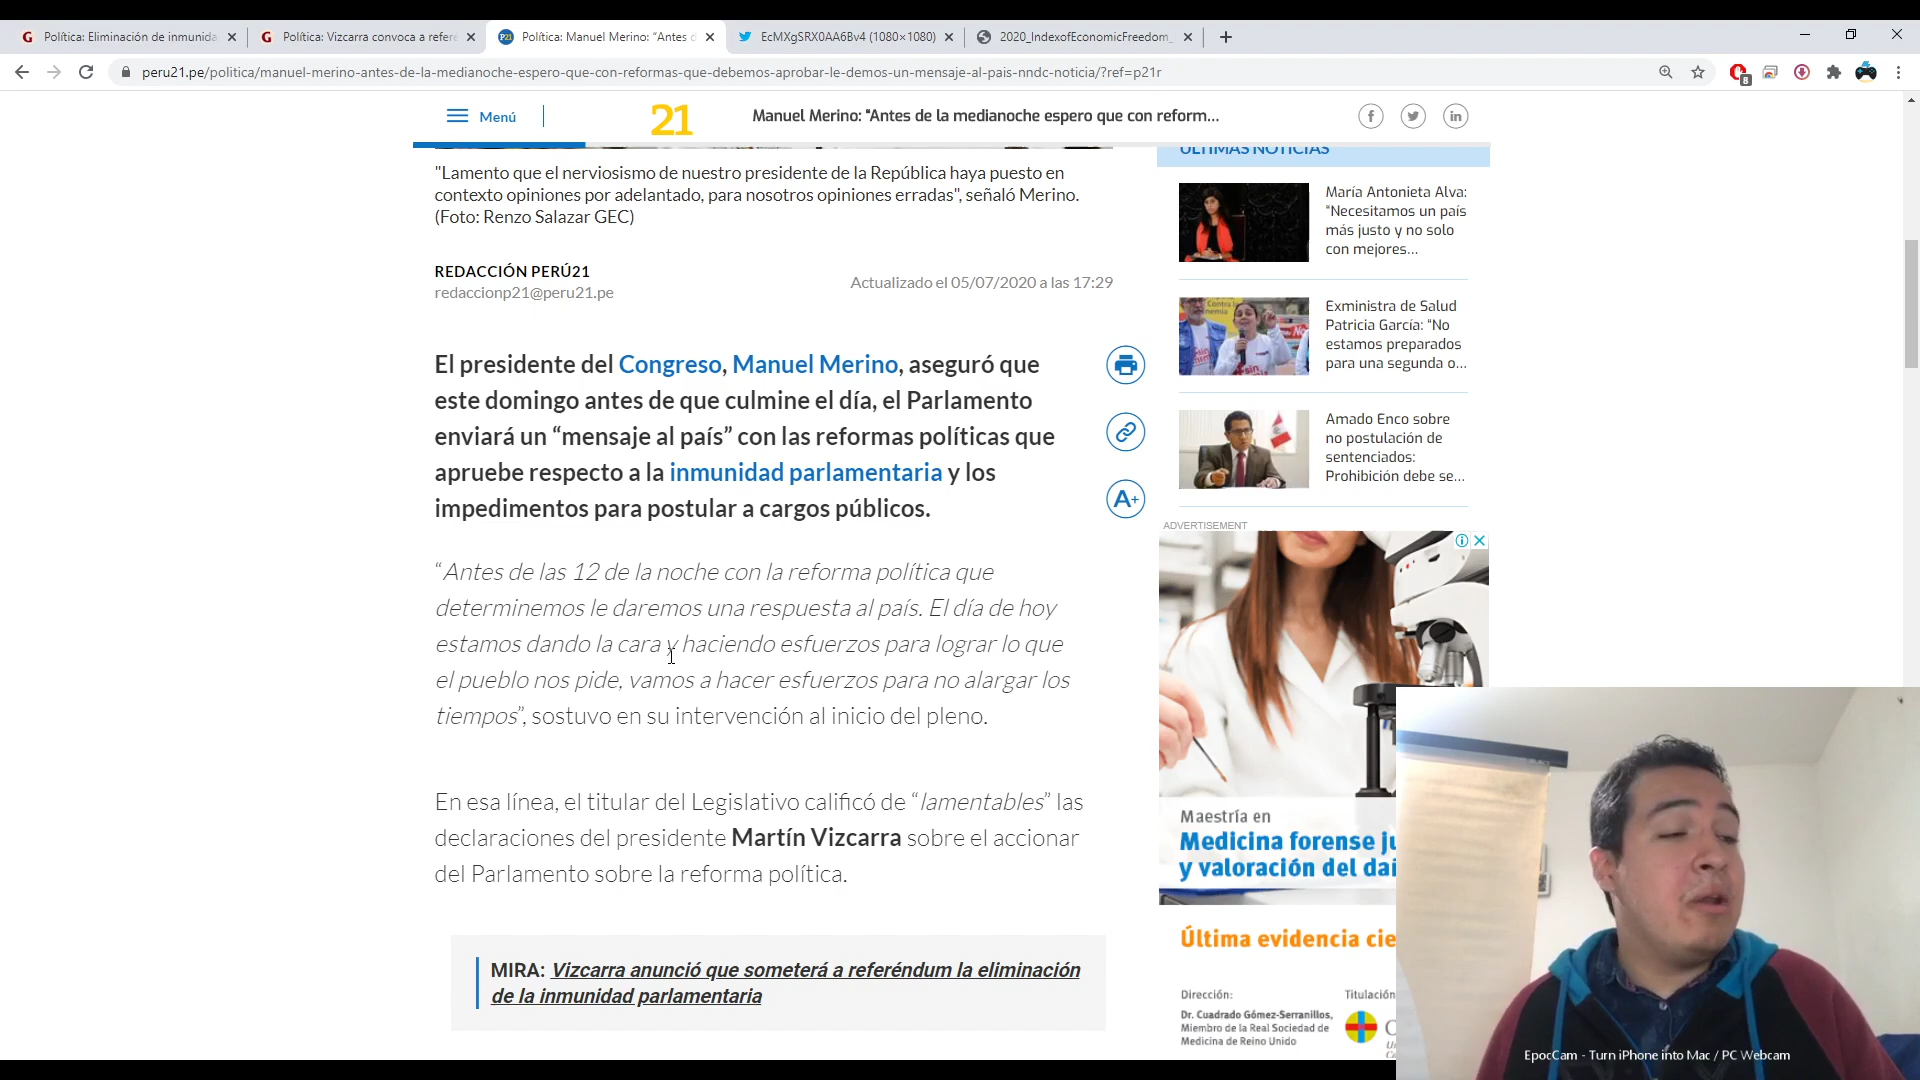 Política: Eliminación de inmunida
Política: Vizcarra convoca a refere
Política: Manuel Merino: “Antes d
EcMXgSRX0AA6Bv4 (1080×1080)
2020_IndexofEconomicFreedom_
peru21.pe/politica/manuel-merino-antes-de-la-medianoche-espero-que-con-reformas-que-debemos-aprobar-le-demos-un-mensaje-al-pais-nndc-noticia/?ref=p21r
8
Menú
21
Manuel Merino: “Antes de la medianoche espero que con reform...
"Lamento que el nerviosismo de nuestro presidente de la República haya puesto en
contexto opiniones por adelantado, para nosotros opiniones erradas", señaló Merino.
(Foto: Renzo Salazar GEC)
REDACCIÓN PERÚ21
redaccionp21@peru21.pe
Actualizado el 05/07/2020 a las 17:29
El presidente del Congreso, Manuel Merino, aseguró que
este domingo antes de que culmine el día, el Parlamento
enviará un “mensaje al país” con las reformas políticas que
apruebe respecto a la inmunidad parlamentaria y los
impedimentos para postular a cargos públicos.
A+
“Antes de las 12 de la noche con la reforma política que
determinemos le daremos una respuesta al país. El día de hoy
estamos dando la cara y haciendo esfuerzos para lograr lo que
el pueblo nos pide, vamos a hacer esfuerzos para no alargar los
tiempos”, sostuvo en su intervención al inicio del pleno.
En esa línea, el titular del Legislativo calificó de “lamentables” las
declaraciones del presidente Martín Vizcarra sobre el accionar
del Parlamento sobre la reforma política.
MIRA: Vizcarra anunció que someterá a referéndum la eliminación
de la inmunidad parlamentaria
ÚLTIMAS NOTICIAS
María Antonieta Alva:
“Necesitamos un país
más justo y no solo
con mejores...
Exministra de Salud
Patricia García: “No
estamos preparados
para una segunda o...
Amado Enco sobre
no postulación de
sentenciados:
Prohibición debe se...
ADVERTISEMENT
Maestría en
Medicina forense ju
y valoración del dañ
Última evidencia cie
Dirección:
Dr. Cuadrado Gómez-Serranillos,
Miembro de la Real Sociedad de
Medicina de Reino Unido
Titulación
EpocCam - Turn iPhone into Mac / PC Webcam